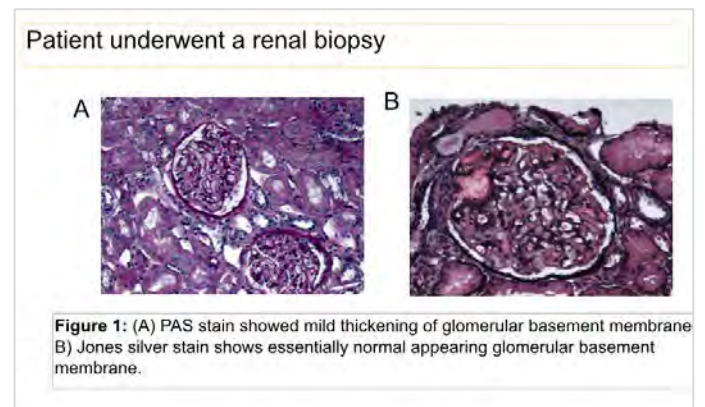 Patient underwent a renal biopsy
A
B
Figure 1: (A) PAS stain showed mild thickening of glomerular basement membrane
B) Jones silver stain shows essentially normal appearing glomerular basement
membrane.